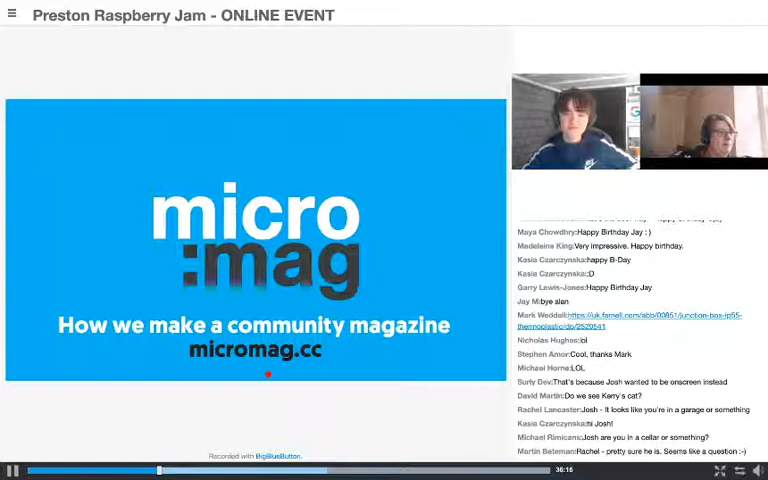 Preston Raspberry Jam - ONLINE EVENT
micro
:mag
How we make a community magazine
micromag.cc
Maya Chowdhry:Happy Birthday Jay : )
Madeleine King:Very impressive. Happy birthday.
Kasia Czarczynska:happy B-Day
Kasia Czarczynska::D
Garry Lewis-Jones:Happy Birthday Jay
Jay M:bye alan
Mark Weddall:https://uk.farnell.com/abb/00851/junction-box-ip55-
thermoplastic/dp/2529541
Nicholas Hughes:lol
Stephen Amor:Cool, thanks Mark
Michael Horne:LOL
Surly Dev:That's because Josh wanted to be onscreen instead
David Martin:Do we see Kerry's cat?
Rachel Lancaster:Josh - It looks like you're in a garage or something
Kasia Czarczynska:hi Josh!
Michael Rimicans:Josh are you in a cellar or something?
Martin Bateman:Rachel - pretty sure he is. Seems like a question :-)
Recorded with BigBlueButton.
36:16